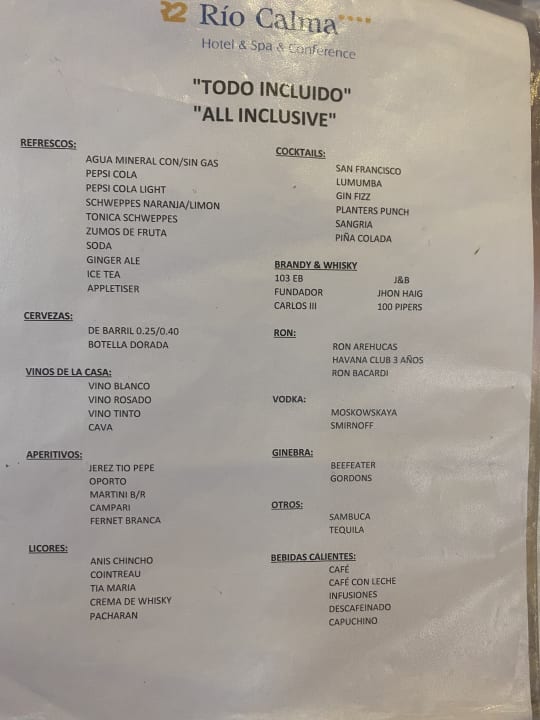 R2 Río Calma****
Hotel & Spa & Conference
"TODO INCLUIDO"
"ALL INCLUSIVE"
REFRESCOS:
AGUA MINERAL CON/SIN GAS
PEPSI COLA
PEPSI COLA LIGHT
SCHWEPPES NARANJA/LIMON
TONICA SCHWEPPES
ZUMOS DE FRUTA
SODA
GINGER ALE
ICE TEA
APPLETISER
CERVEZAS:
DE BARRIL 0.25/0.40
BOTELLA DORADA
VINOS DE LA CASA:
VINO BLANCO
VINO ROSADO
VINO TINTO
CAVA
APERITIVOS:
JEREZ TIO PEPE
OPORTO
MARTINI B/R
CAMPARI
FERNET BRANCA
LICORES:
ANIS CHINCHO
COINTREAU
TIA MARIA
CREMA DE WHISKY
PACHARAN
COCKTAILS:
SAN FRANCISCO
LUMUMBA
GIN FIZZ
PLANTERS PUNCH
SANGRIA
PIÑA COLADA
BRANDY & WHISKY
103 EB J&B
FUNDADOR JHON HAIG
CARLOS III 100 PIPERS
RON:
RON AREHUCAS
HAVANA CLUB 3 AÑOS
RON BACARDI
VODKA:
MOSKOWSKAYA
SMIRNOFF
GINEBRA:
BEEFEATER
GORDONS
OTROS:
SAMBUCA
TEQUILA
BEBIDAS CALIENTES:
CAFÉ
CAFÉ CON LECHE
INFUSIONES
DESCAFEINADO
CAPUCHINO